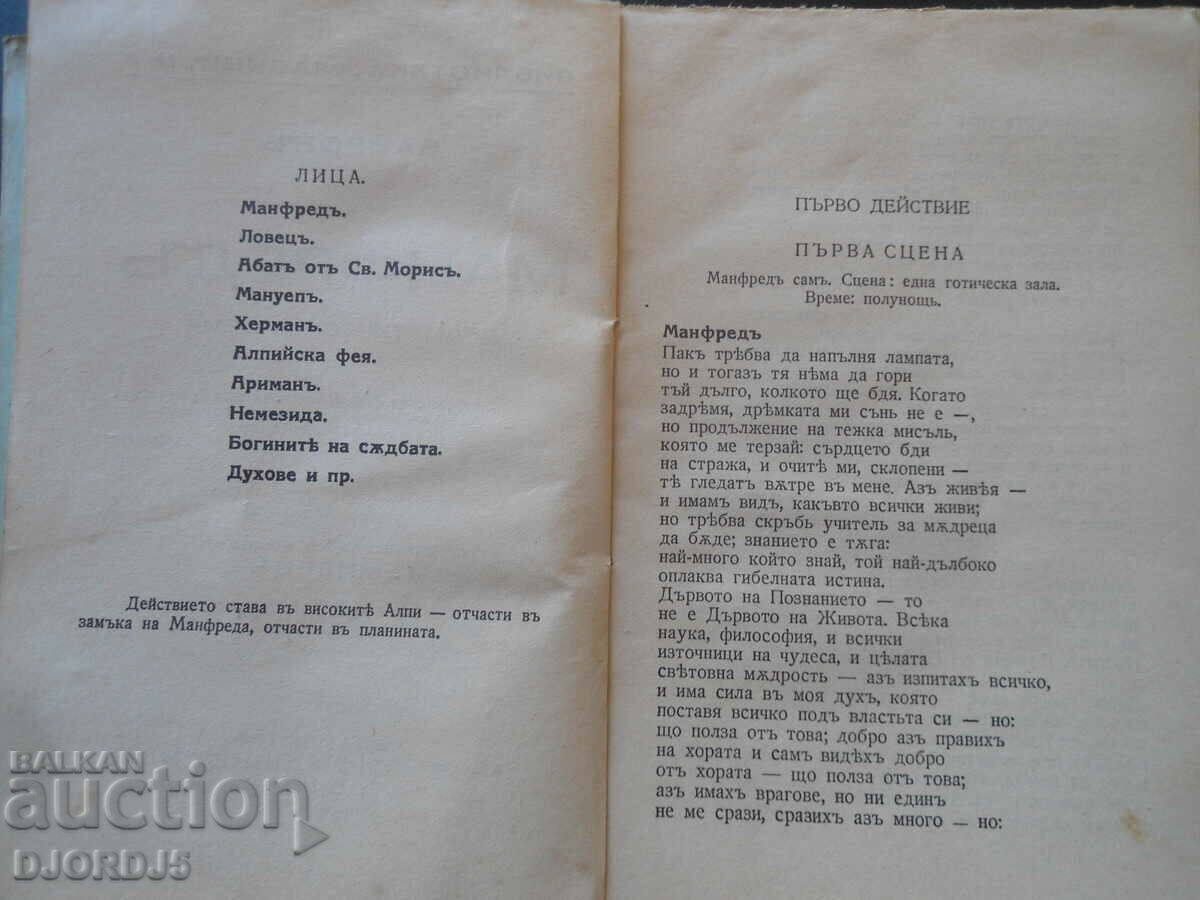 ЛИЦА.
Манфредъ.
Ловецъ.
Абатъ отъ Св. Морисъ.
Мануепъ.
Херманъ.
Алпийска фея.
Ариманъ.
Немезида.
Богинитѣ на сѫдбата.
Духове и пр.
Действието става въ високитѣ Алпи — отчасти въ
замъка на Манфреда, отчасти въ планината.
ПЪРВО ДЕЙСТВИЕ
ПЪРВА СЦЕНА
Манфредъ самъ. Сцена: една готическа зала.
Време: полунощь.
Манфредъ
Пакъ трѣбва да напълня лампата,
но и тогазъ тя нѣма да гори
тъй дълго, колкото ще бдя. Когато
задрѣмя, дрѣмката ми сънь не е —,
но продължение на тежка мисъль,
която ме терзай: сърдцето бди
на стража, и очитѣ ми, склопени —
тѣ гледатъ вѫтре въ мене. Азъ живѣя —
и имамъ видъ, какъвто всички живи;
но трѣбва скръбь учитель за мѫдреца
да бѫде; знанието е тѫга:
най-много който знай, той най-дълбоко
оплаква гибелната истина.
Дървото на Познанието — то
не е Дървото на Живота. Всѣка
наука, философия, и всички
източници на чудеса, и цѣлата
свѣтовна мѫдрость — азъ изпитахъ всичко,
и има сила въ моя духъ, която
поставя всичко подъ властьта си — но:
що полза отъ това; добро азъ правихъ
на хората и самъ видѣхъ добро
отъ хората — що полза отъ това;
азъ имахъ врагове, но ни единъ
не ме срази, сразихъ азъ много — но:
BALKAN
auction
DJORDJ5